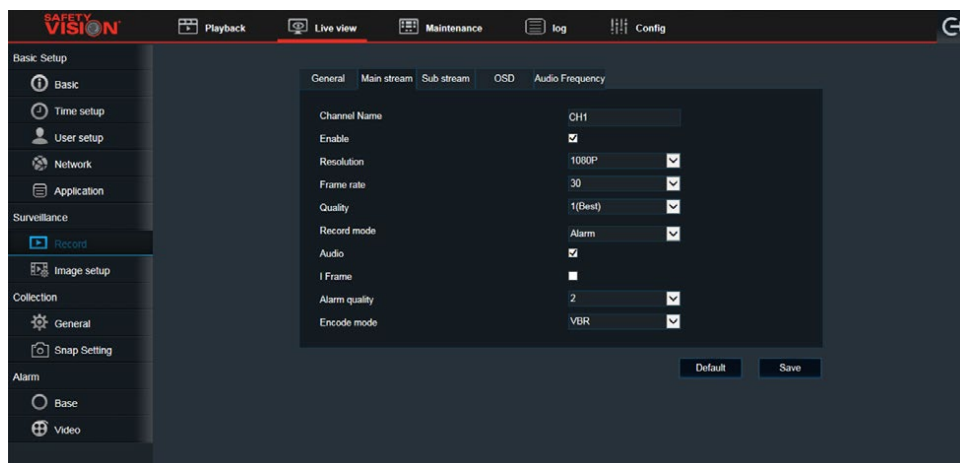 SAFETY
VISION
Playback
Live view
Maintenance
log
Config
Basic Setup
Basic
Time setup
User setup
Network
Application
Surveillance
Record
Image setup
Collection
General
Snap Setting
Alarm
Base
Video
General Main stream Sub stream OSD Audio Frequency
Channel Name CH1
Enable
Resolution 1080P
Frame rate 30
Quality 1(Best)
Record mode Alarm
Audio
I Frame
Alarm quality 2
Encode mode VBR
Default Save